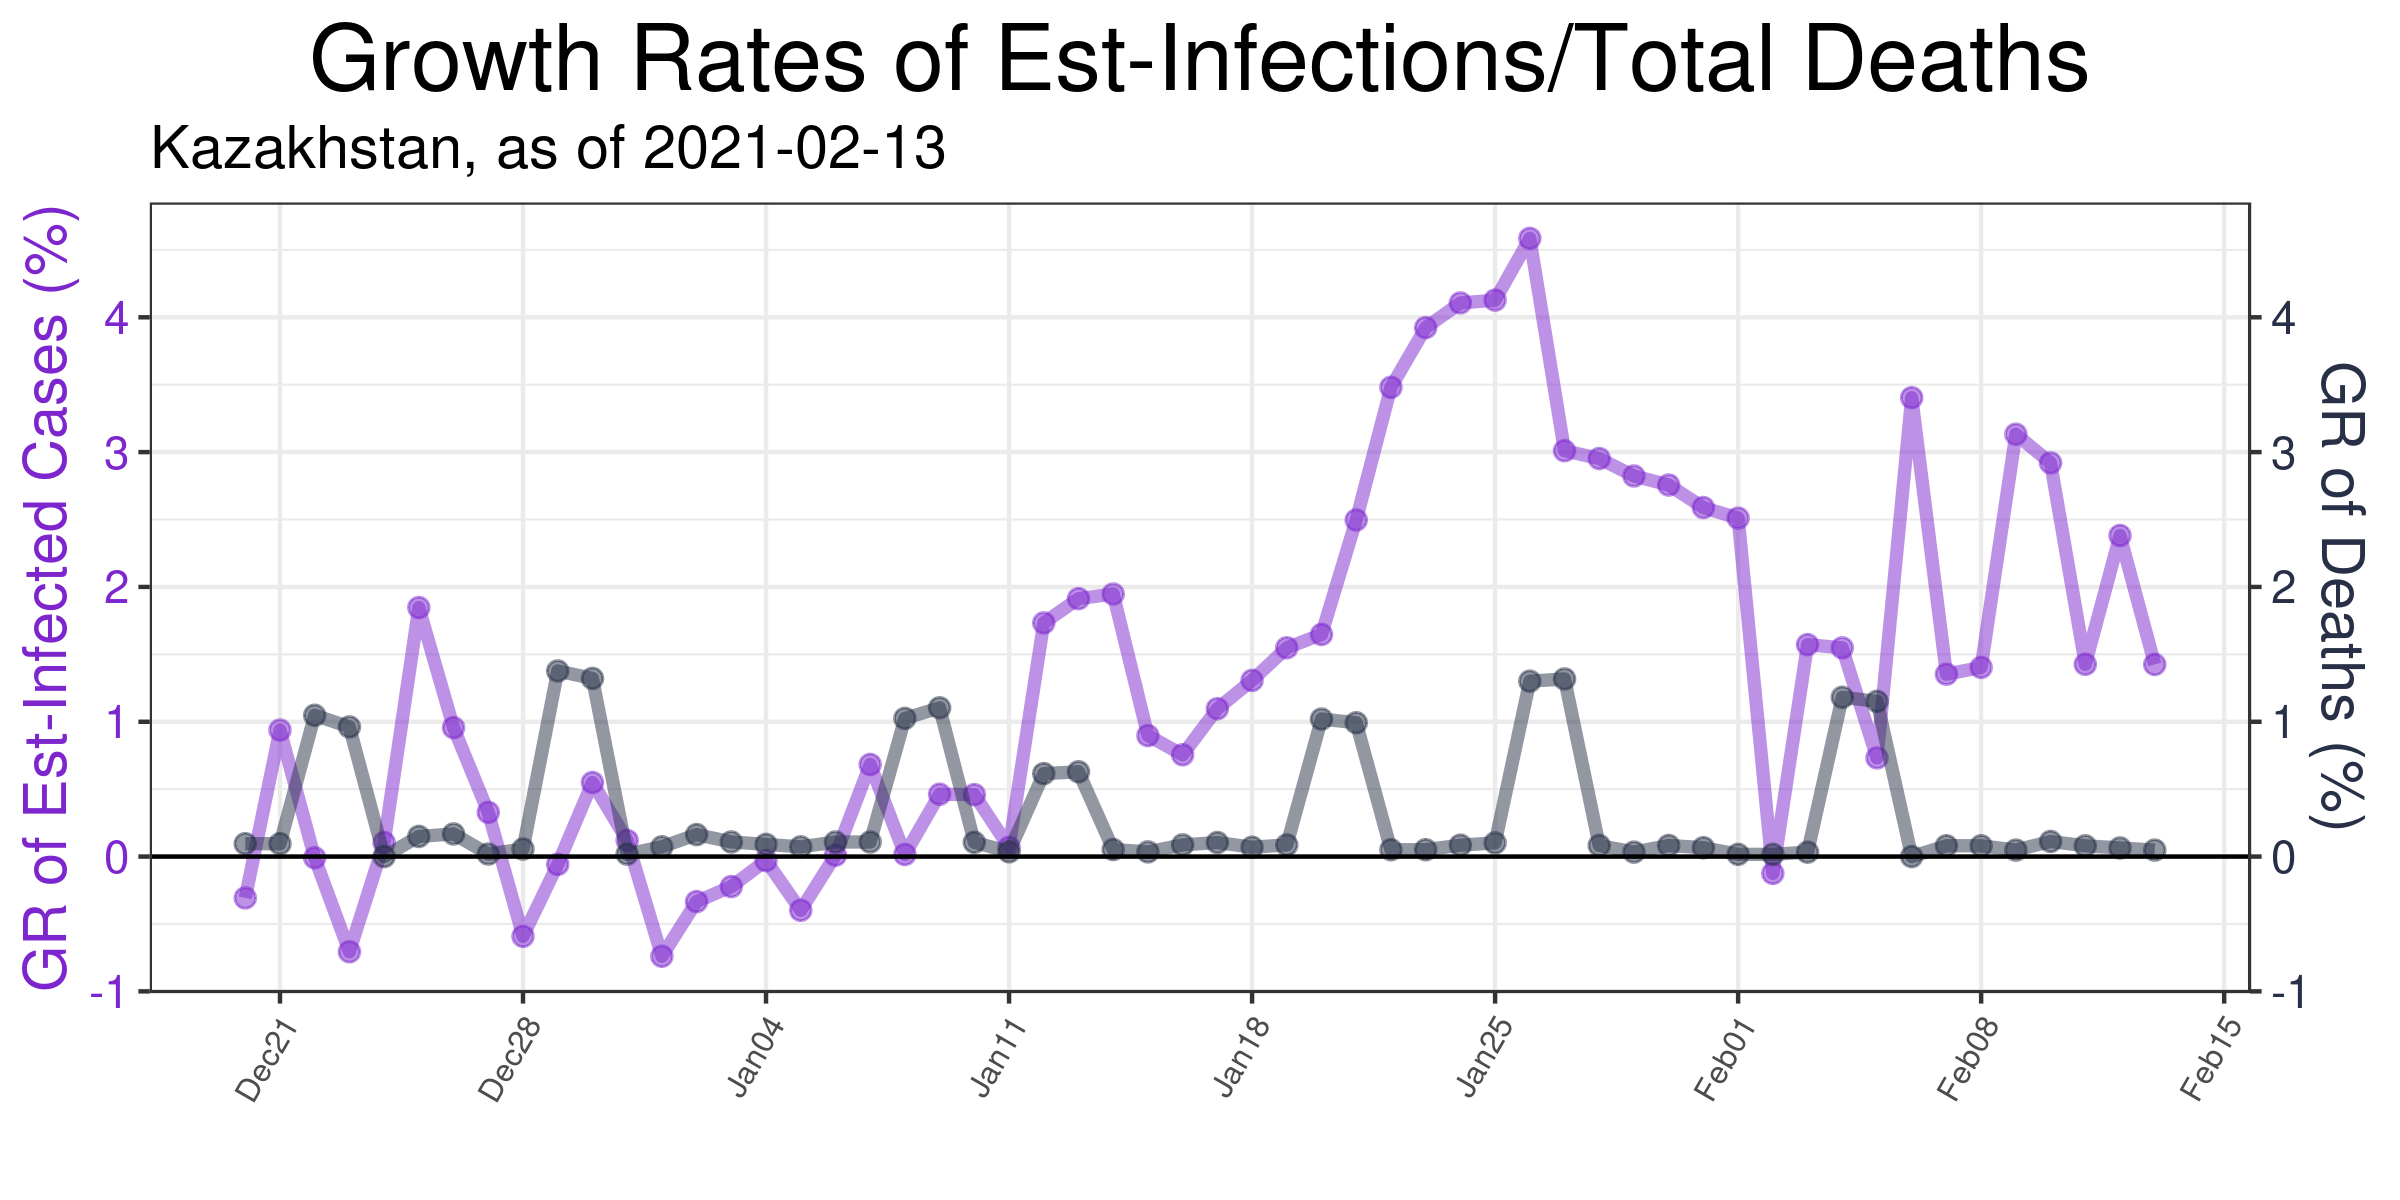 Growth Rates of Est-Infections/Total Deaths
Kazakhstan, as of 2021-02-13
GR of Est-Infected Cases (%)
4
3
2
1
0
-1
4
3
2
1
0
-1
GR of Deaths (%)
Dec21
Dec28
Jan04
Jan11
Jan18
Jan25
Feb01
Feb08
Feb15